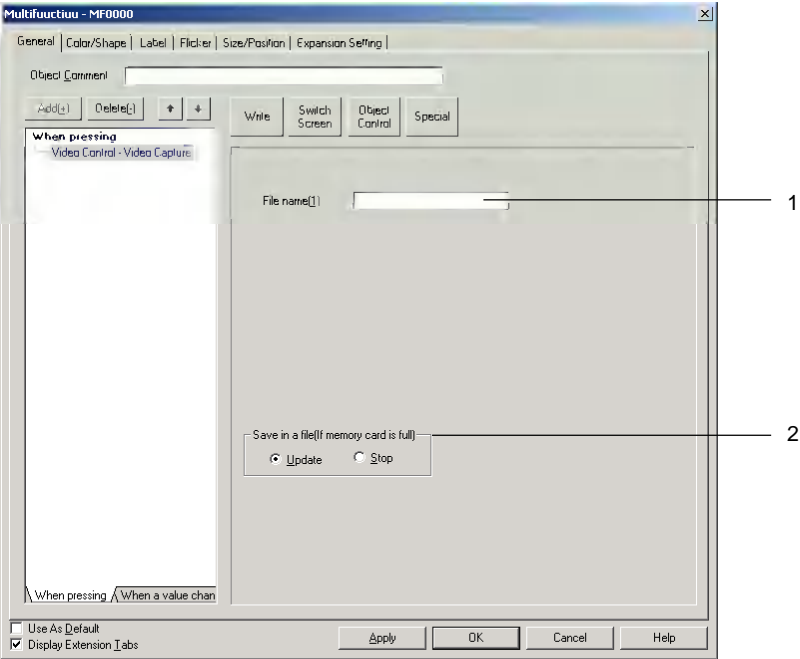 Multifuuctiuu - MF0000
General Color/Shape Label Flicker Size/Position Expansion Setting
Object Comment
Add(+) Delete(-)
Write Switch Screen Object Control Special
When pressing
Video Control - Video Capture
File name(1)
1
Save in a file(If memory card is full)
2
Update Stop
When pressing When a value chan
Use As Default
Display Extension Tabs
Apply OK Cancel Help